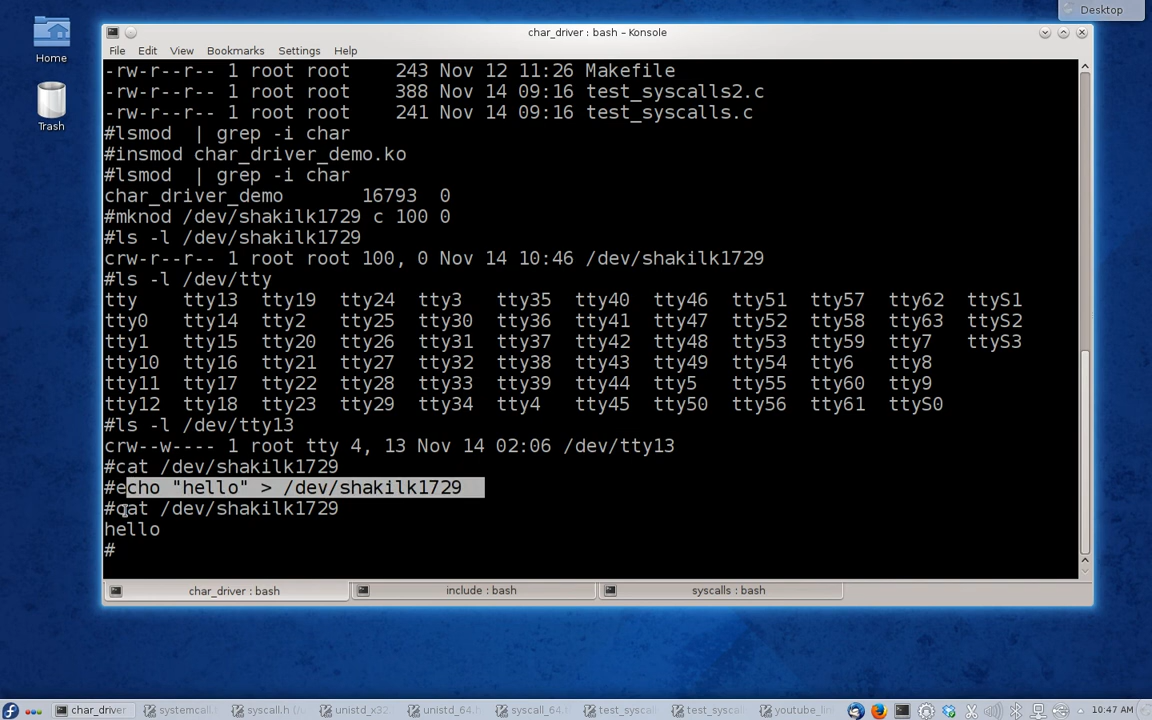 Desktop
Home
Trash
char_driver : bash – Konsole
File Edit View Bookmarks Settings Help
-rw-r--r-- 1 root root    243 Nov 12 11:26 Makefile
-rw-r--r-- 1 root root    388 Nov 14 09:16 test_syscalls2.c
-rw-r--r-- 1 root root    241 Nov 14 09:16 test_syscalls.c
#lsmod  | grep -i char
#insmod char_driver_demo.ko
#lsmod  | grep -i char
char_driver_demo       16793  0
#mknod /dev/shakilk1729 c 100 0
#ls -l /dev/shakilk1729
crw-r--r-- 1 root root 100, 0 Nov 14 10:46 /dev/shakilk1729
#ls -l /dev/tty
tty    tty13  tty19  tty24  tty3   tty35  tty40  tty46  tty51  tty57  tty62  ttyS1
tty0   tty14  tty2   tty25  tty30  tty36  tty41  tty47  tty52  tty58  tty63  ttyS2
tty1   tty15  tty20  tty26  tty31  tty37  tty42  tty48  tty53  tty59  tty7   ttyS3
tty10  tty16  tty21  tty27  tty32  tty38  tty43  tty49  tty54  tty6   tty8
tty11  tty17  tty22  tty28  tty33  tty39  tty44  tty5   tty55  tty60  tty9
tty12  tty18  tty23  tty29  tty34  tty4   tty45  tty50  tty56  tty61  ttyS0
#ls -l /dev/tty13
crw--w---- 1 root tty 4, 13 Nov 14 02:06 /dev/tty13
#cat /dev/shakilk1729
#echo "hello" > /dev/shakilk1729
#cat /dev/shakilk1729
hello
#
char_driver : bash include : bash syscalls : bash
char_driver systemcall syscall.h (/ unistd_x32 unistd_64. syscall_64. test_sysc test_sysc youtube_lin 10:47 AM